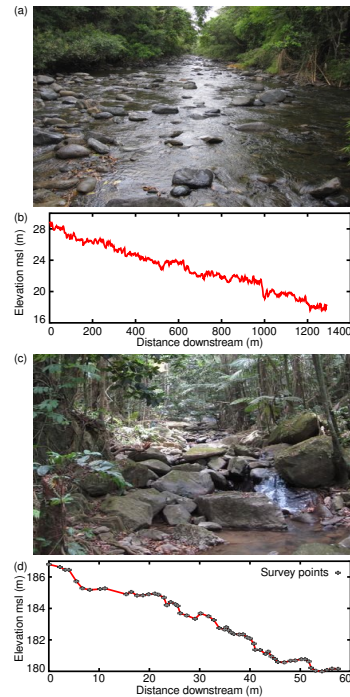 (a)
(b)
Elevation msl (m)
28
24
20
16
0 200 400 600 800 1000 1200 1400
Distance downstream (m)
(c)
(d)
Elevation msl (m)
Survey points
186
184
182
180
0 10 20 30 40 50 60
Distance downstream (m)